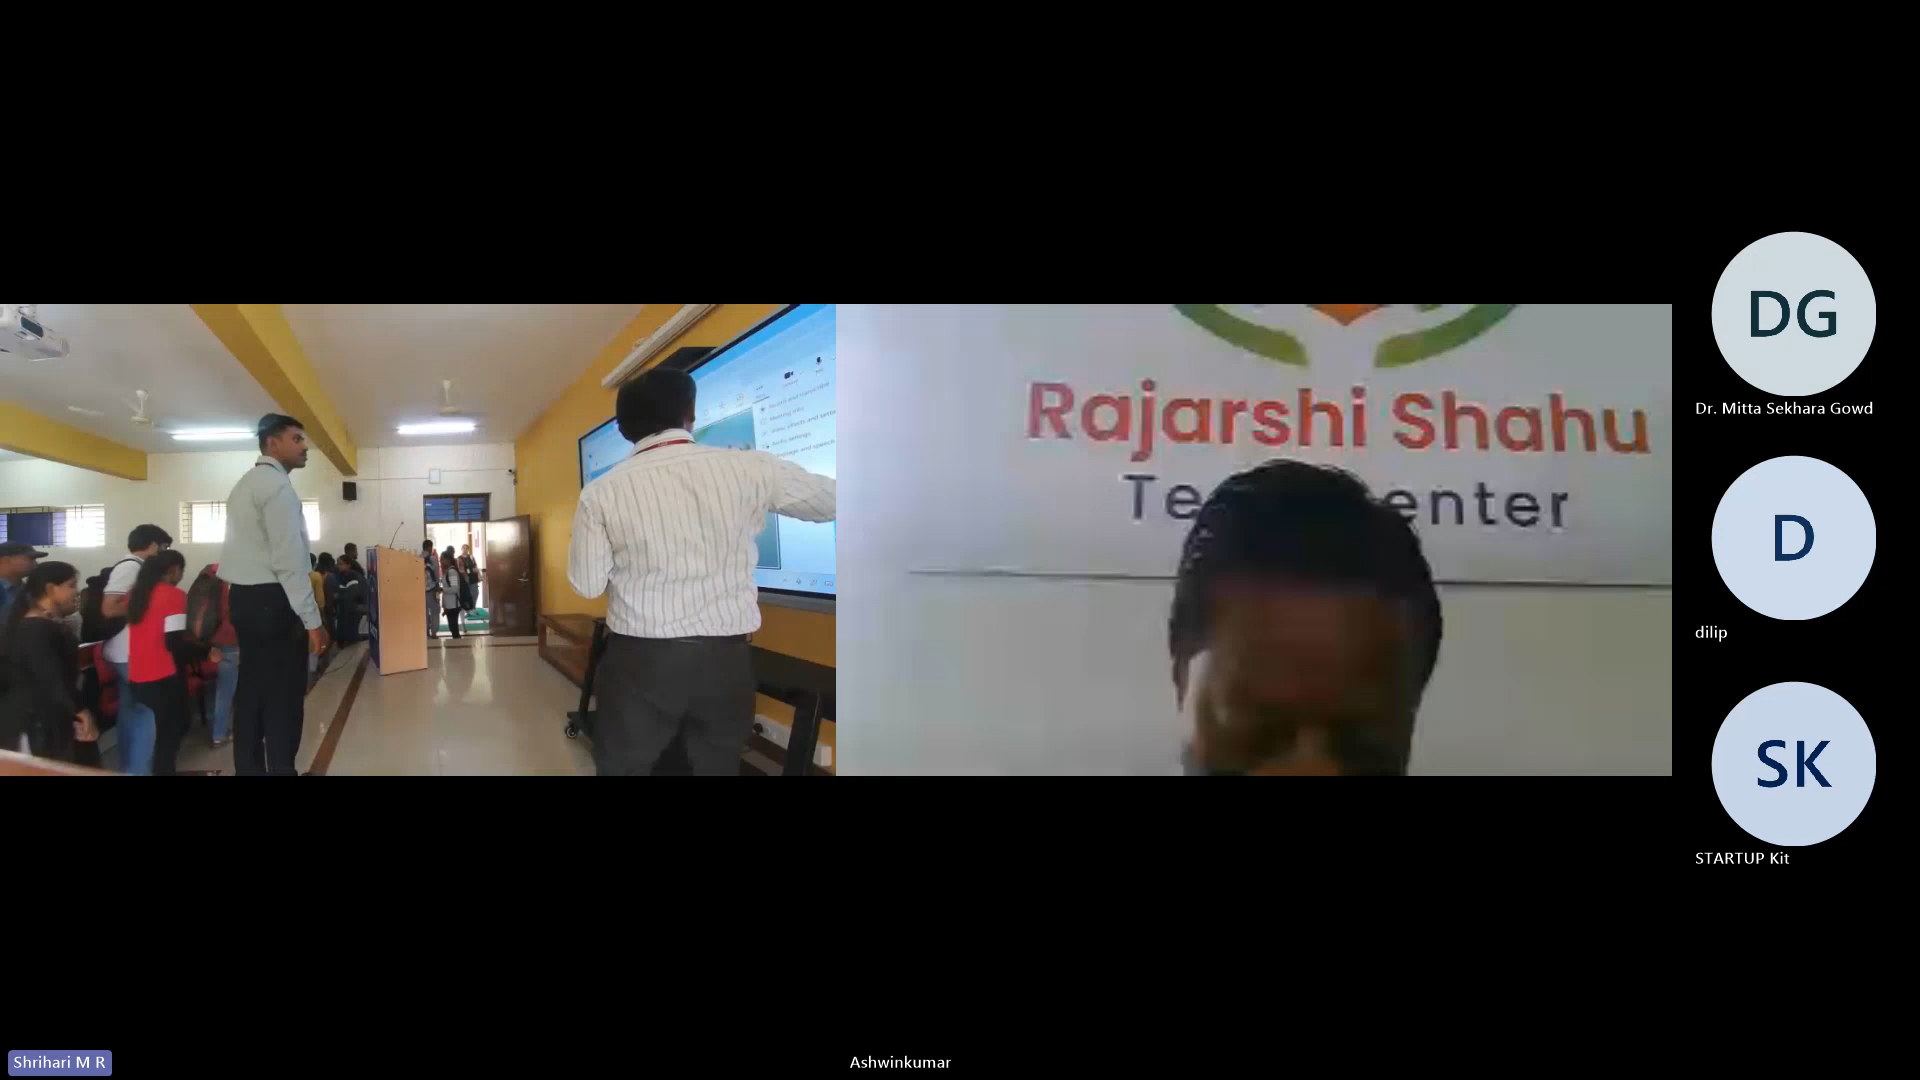 Rajarshi Shahu
enter
DG
Dr. Mitta Sekhara Gowd
D
dilip
SK
STARTUP Kit
Shrihari M R
Ashwinkumar